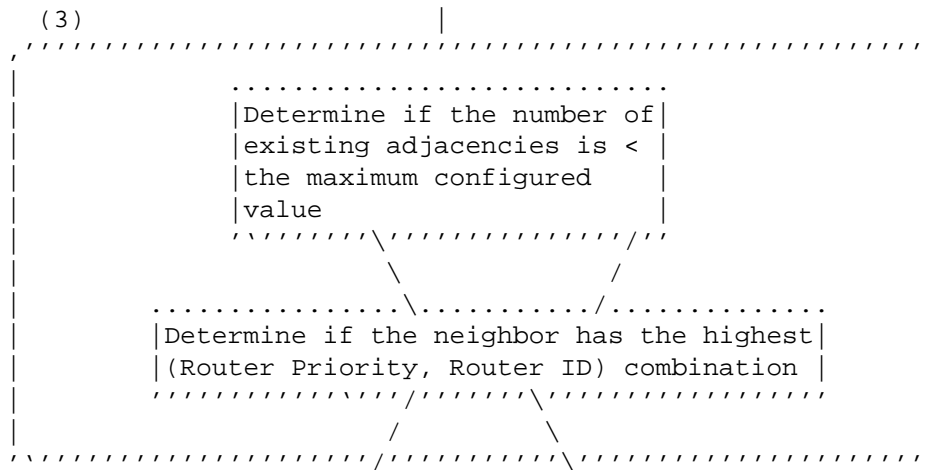 (3)
Determine if the number of
existing adjacencies is <
the maximum configured
value
Determine if the neighbor has the highest
(Router Priority, Router ID) combination